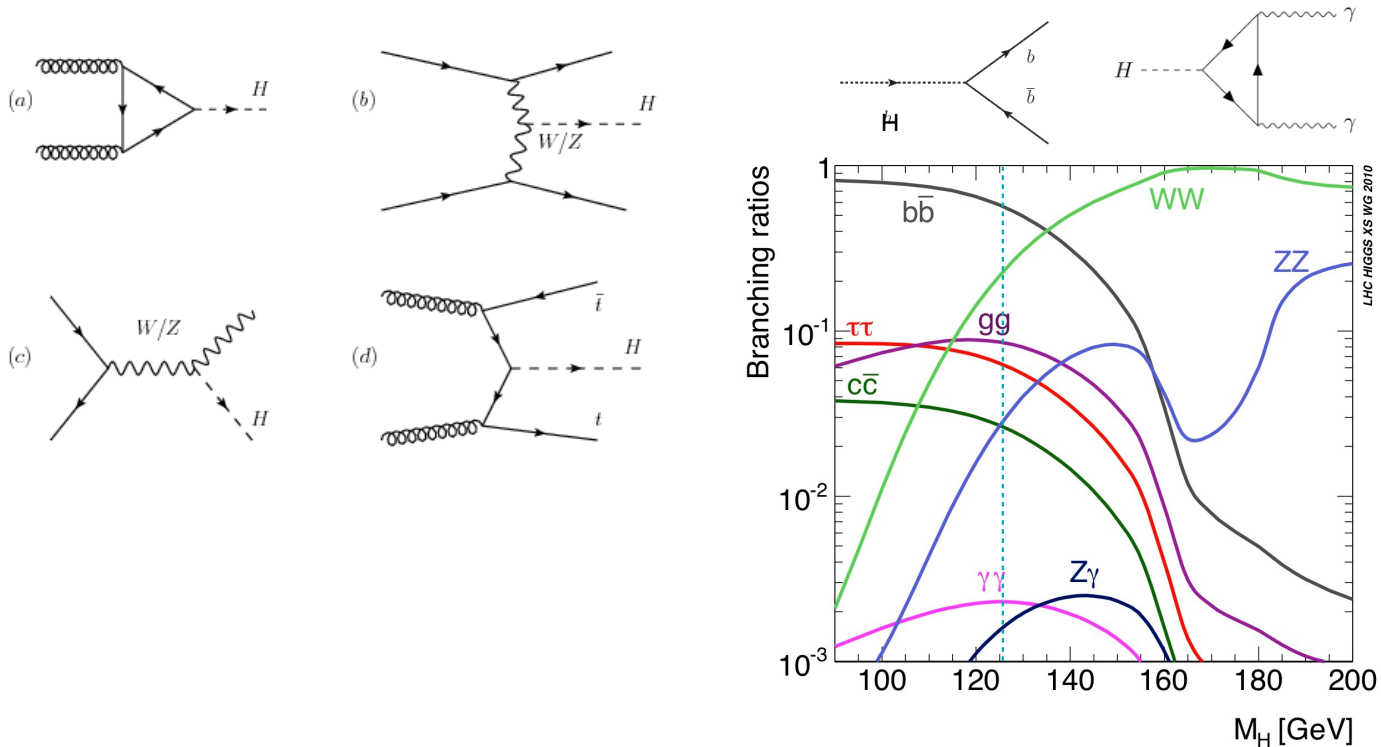 (a)
H
(b)
W/Z
H
(c)
W/Z
H
(d)
t̄
H
t
H
b
b̄
H
γ
γ
Branching ratios
1
10⁻¹
10⁻²
10⁻³
bb̄
WW
ZZ
ττ
gg
cc̄
γγ
Zγ
100 120 140 160 180 200
M_H [GeV]
LHC HIGGS XS WG 2010